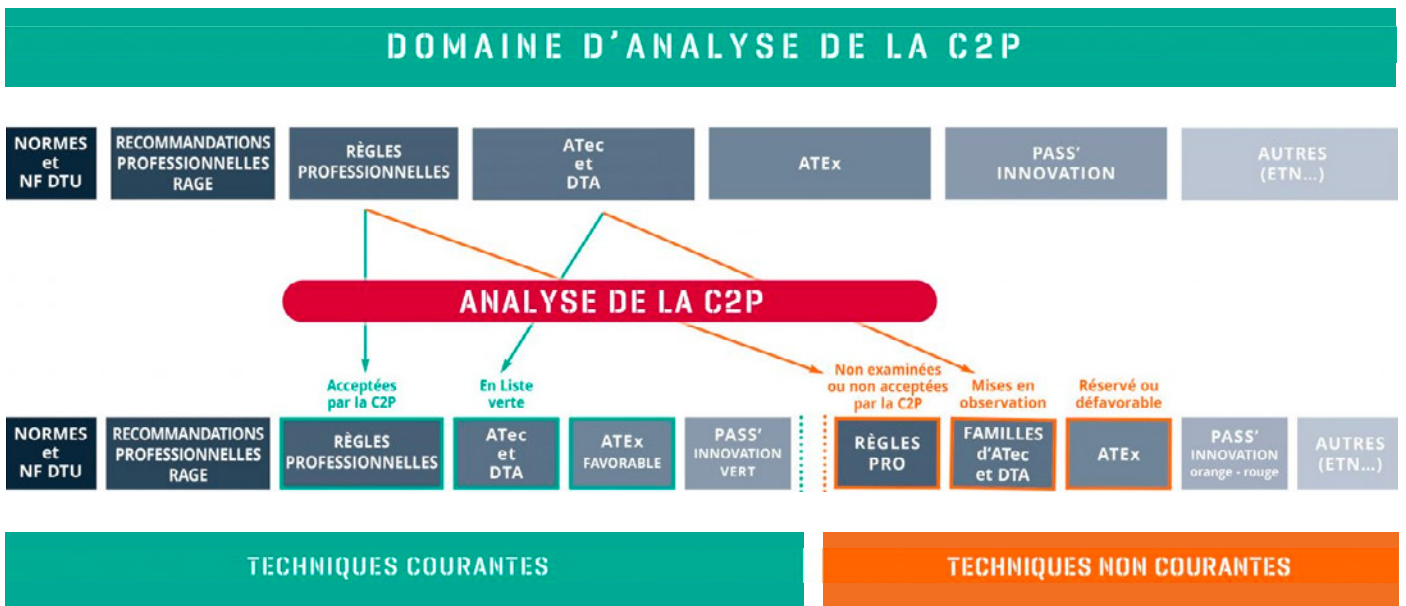 DOMAINE D'ANALYSE DE LA C2P
NORMES
et
NF DTU
RECOMMANDATIONS
PROFESSIONNELLES
RAGE
RÈGLES
PROFESSIONNELLES
ATec
et
DTA
ATEx
PASS'
INNOVATION
AUTRES
(ETN...)
ANALYSE DE LA C2P
Acceptées
par la C2P
En Liste
verte
Non examinées
ou non acceptées
par la C2P
Mises en
observation
Réservé ou
défavorable
NORMES
et
NF DTU
RECOMMANDATIONS
PROFESSIONNELLES
RAGE
RÈGLES
PROFESSIONNELLES
ATec
et
DTA
ATEx
FAVORABLE
PASS'
INNOVATION
VERT
RÈGLES
PRO
FAMILLES
d'ATec
et DTA
ATEx
PASS'
INNOVATION
orange - rouge
AUTRES
(ETN...)
TECHNIQUES COURANTES
TECHNIQUES NON COURANTES